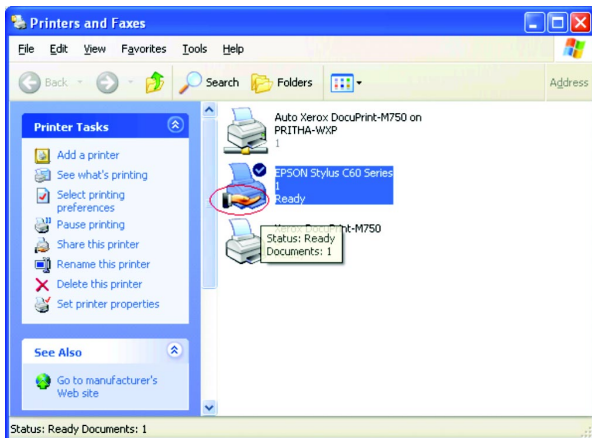 Printers and Faxes
File Edit View Favorites Tools Help
Back Search Folders Address
Printer Tasks
Add a printer
See what's printing
Select printing
preferences
Pause printing
Share this printer
Rename this printer
Delete this printer
Set printer properties
See Also
Go to manufacturer's
Web site
Auto Xerox DocuPrint-M750 on
PRITHA-WXP
1
EPSON Stylus C60 Series
1
Ready
Xerox DocuPrint-M750
Status: Ready
Documents: 1
Status: Ready Documents: 1